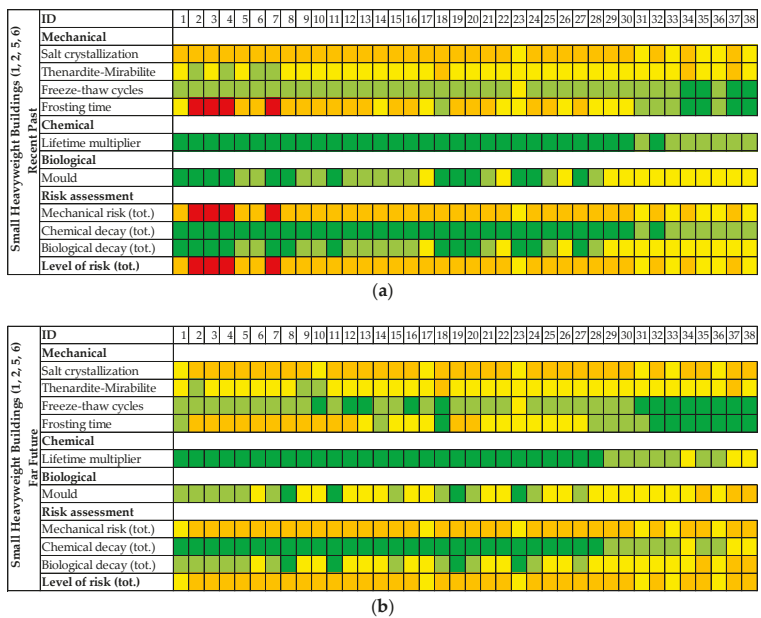 Small Heavyweight Buildings (1, 2, 5, 6)
Recent Past
ID 1 2 3 4 5 6 7 8 9 10 11 12 13 14 15 16 17 18 19 20 21 22 23 24 25 26 27 28 29 30 31 32 33 34 35 36 37 38
Mechanical
Salt crystallization
Thenardite-Mirabilite
Freeze-thaw cycles
Frosting time
Chemical
Lifetime multiplier
Biological
Mould
Risk assessment
Mechanical risk (tot.)
Chemical decay (tot.)
Biological decay (tot.)
Level of risk (tot.)
(a)
Small Heavyweight Buildings (1, 2, 5, 6)
Far Future
ID 1 2 3 4 5 6 7 8 9 10 11 12 13 14 15 16 17 18 19 20 21 22 23 24 25 26 27 28 29 30 31 32 33 34 35 36 37 38
Mechanical
Salt crystallization
Thenardite-Mirabilite
Freeze-thaw cycles
Frosting time
Chemical
Lifetime multiplier
Biological
Mould
Risk assessment
Mechanical risk (tot.)
Chemical decay (tot.)
Biological decay (tot.)
Level of risk (tot.)
(b)